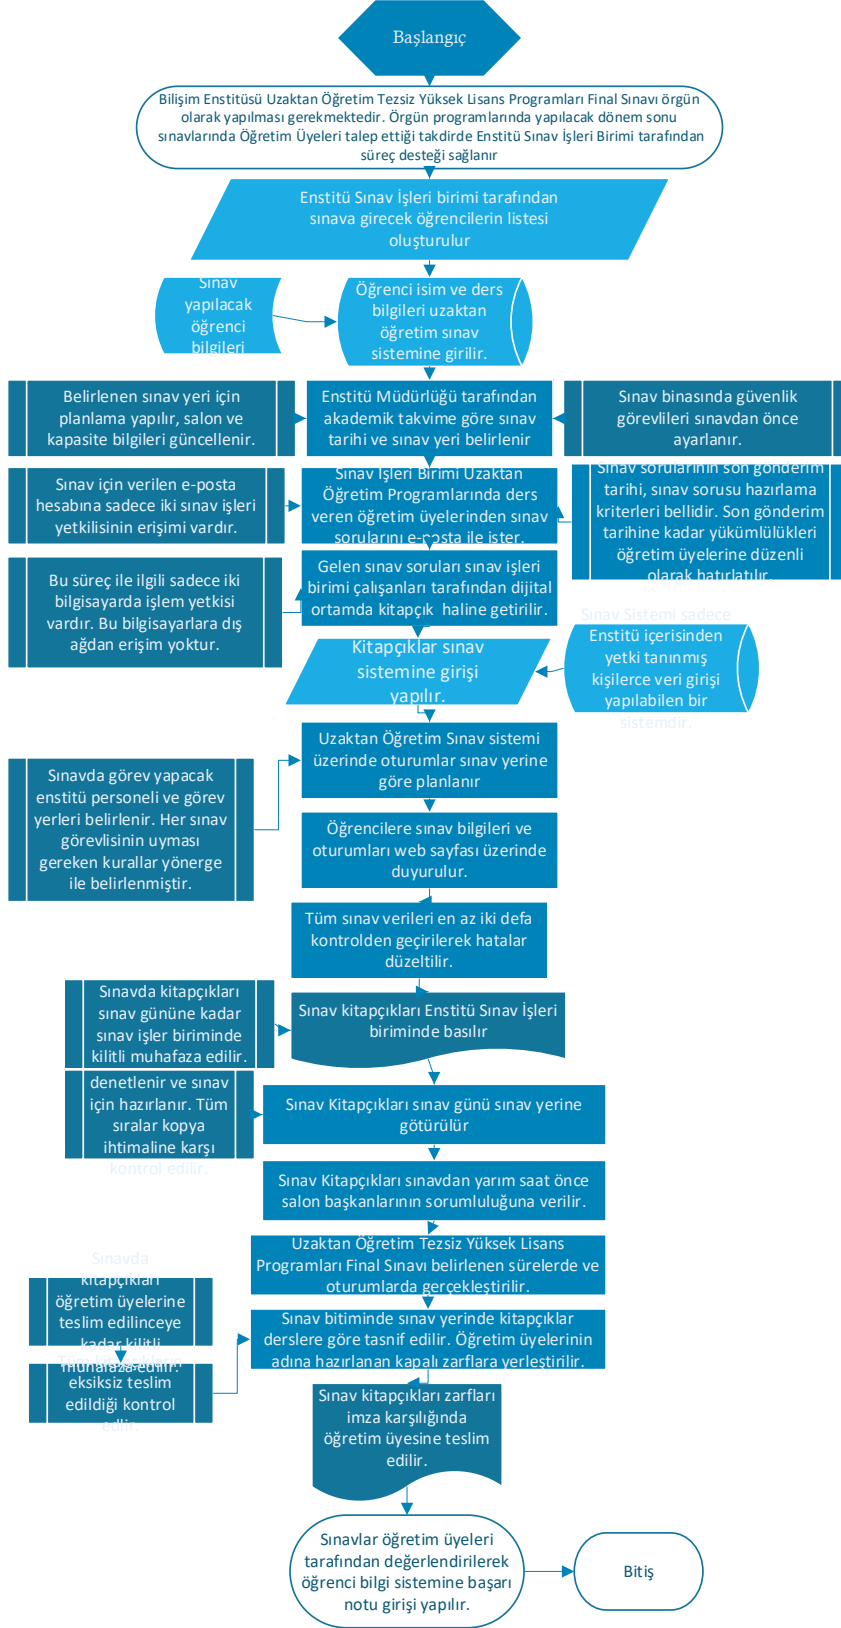 Başlangıç
Bilişim Enstitüsü Uzaktan Öğretim Tezsiz Yüksek Lisans Programları Final Sınavı örgün
olarak yapılması gerekmektedir. Örgün programlarında yapılacak dönem sonu
sınavlarında Öğretim Üyeleri talep ettiği takdirde Enstitü Sınav İşleri Birimi tarafından
süreç desteği sağlanır
Enstitü Sınav İşleri birimi tarafından
sınava girecek öğrencilerin listesi
oluşturulur
Sınav
yapılacak
öğrenci
bilgileri
Öğrenci isim ve ders
bilgileri uzaktan
öğretim sınav
sistemine girilir.
Belirlenen sınav yeri için
planlama yapılır, salon ve
kapasite bilgileri güncellenir.
Enstitü Müdürlüğü tarafından
akademik takvime göre sınav
tarihi ve sınav yeri belirlenir
Sınav binasında güvenlik
görevlileri sınavdan önce
ayarlanır.
Sınav için verilen e-posta
hesabına sadece iki sınav işleri
yetkilisinin erişimi vardır.
Sınav İşleri Birimi Uzaktan
Öğretim Programlarında ders
veren öğretim üyelerinden sınav
sorularını e-posta ile ister.
Sınav sorularının son gönderim
tarihi, sınav sorusu hazırlama
kriterleri bellidir. Son gönderim
tarihine kadar yükümlülükleri
öğretim üyelerine düzenli
olarak hatırlatılır.
Bu süreç ile ilgili sadece iki
bilgisayarda işlem yetkisi
vardır. Bu bilgisayarlara dış
ağdan erişim yoktur.
Gelen sınav soruları sınav işleri
birimi çalışanları tarafından dijital
ortamda kitapçık haline getirilir.
Kitapçıklar sınav
sistemine girişi
yapılır.
Sınav Sistemi sadece
Enstitü içerisinden
yetki tanınmış
kişilerce veri girişi
yapılabilen bir
sistemdir.
Uzaktan Öğretim Sınav sistemi
üzerinde oturumlar sınav yerine
göre planlanır
Sınavda görev yapacak
enstitü personeli ve görev
yerleri belirlenir. Her sınav
görevlisinin uyması
gereken kurallar yönerge
ile belirlenmiştir.
Öğrencilere sınav bilgileri ve
oturumları web sayfası üzerinde
duyurulur.
Tüm sınav verileri en az iki defa
kontrolden geçirilerek hatalar
düzeltilir.
Sınavda kitapçıkları
sınav gününe kadar
sınav işler biriminde
kilitli muhafaza edilir.
Sınav kitapçıkları Enstitü Sınav İşleri
biriminde basılır
denetlenir ve sınav
için hazırlanır. Tüm
sıralar kopya
ihtimaline karşı
kontrol edilir.
Sınav Kitapçıkları sınav günü sınav yerine
götürülür
Sınav Kitapçıkları sınavdan yarım saat önce
salon başkanlarının sorumluluğuna verilir.
Uzaktan Öğretim Tezsiz Yüksek Lisans
Programları Final Sınavı belirlenen sürelerde ve
oturumlarda gerçekleştirilir.
Sınavda
kitapçıkları
öğretim üyelerine
teslim edilinceye
kadar kilitli
muhafaza edilir.
Sınav bitiminde sınav yerinde kitapçıklar
derslere göre tasnif edilir. Öğretim üyelerinin
adına hazırlanan kapalı zarflara yerleştirilir.
eksiksiz teslim
edildiği kontrol
edlir.
Sınav kitapçıkları zarfları
imza karşılığında
öğretim üyesine teslim
edilir.
Sınavlar öğretim üyeleri
tarafından değerlendirilerek
öğrenci bilgi sistemine başarı
notu girişi yapılır.
Bitiş